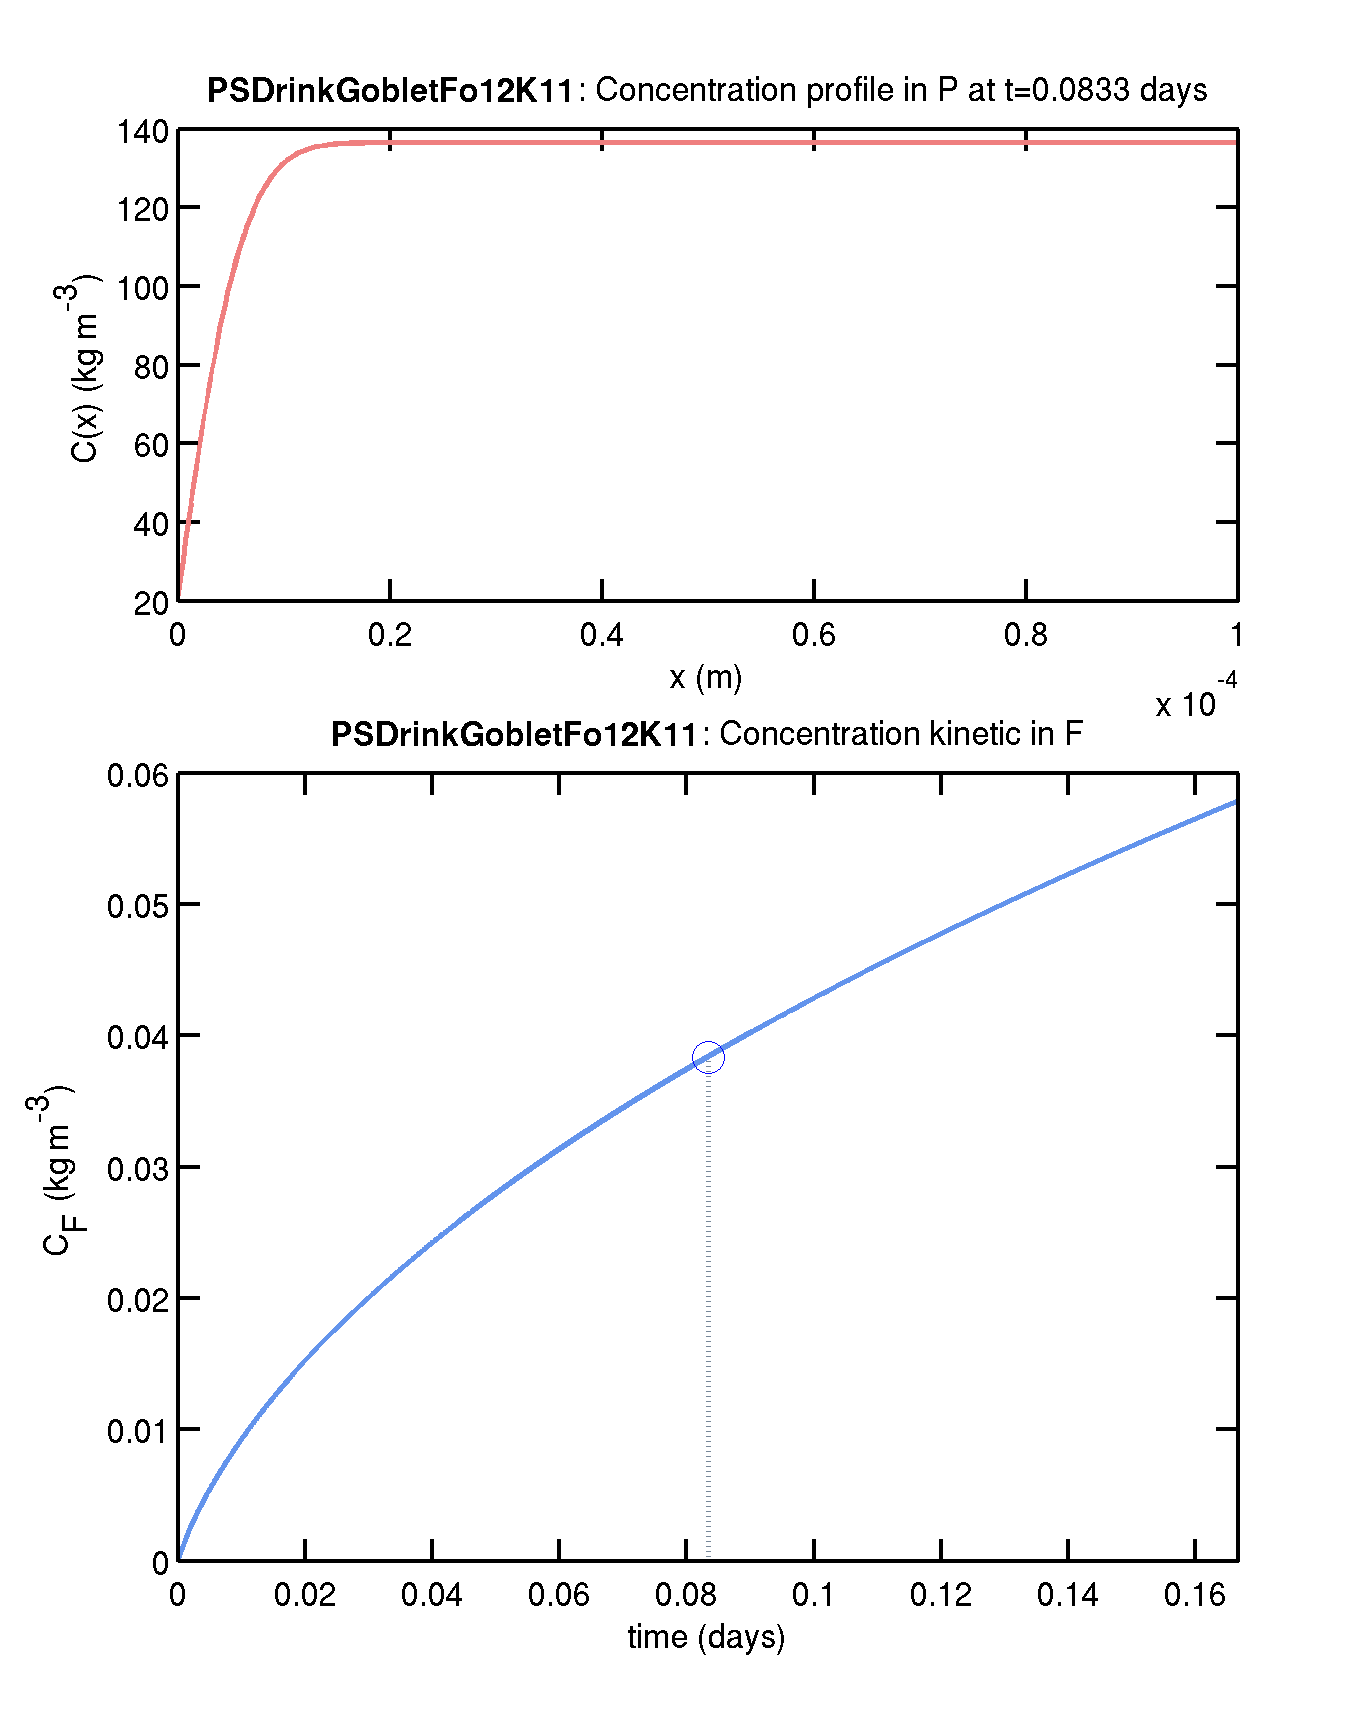 PSDrinkGobletFo12K11: Concentration profile in P at t=0.0833 days
140
120
100
80
60
40
20
C(x) (kg m-3)
0 0.2 0.4 0.6 0.8 1
x (m)
x 10-4
PSDrinkGobletFo12K11: Concentration kinetic in F
0.06
0.05
0.04
0.03
0.02
0.01
0
CF (kg m-3)
0 0.02 0.04 0.06 0.08 0.1 0.12 0.14 0.16
time (days)